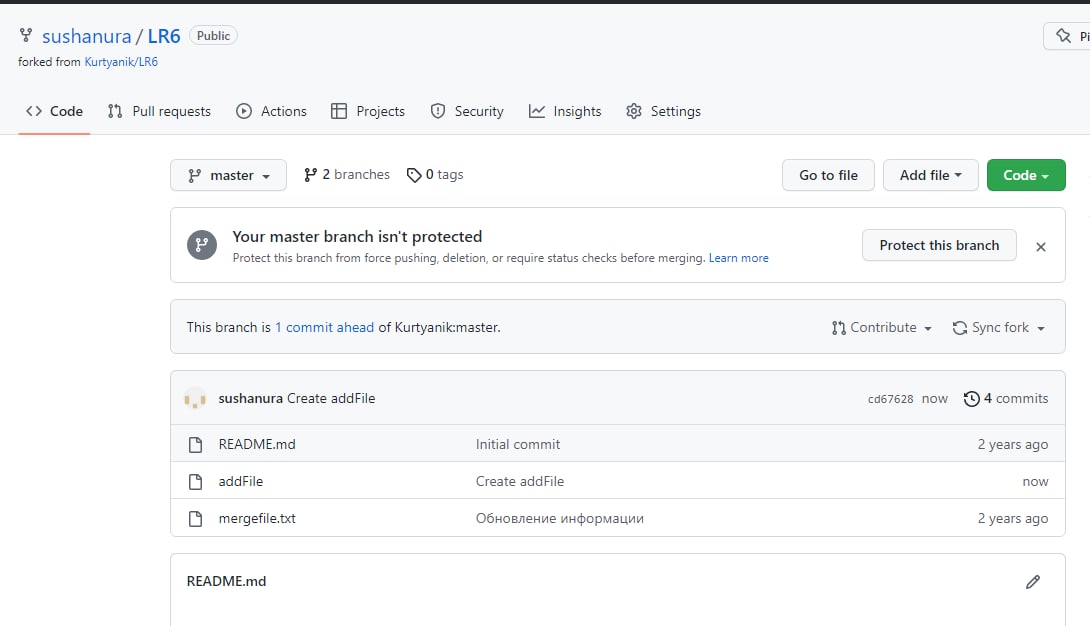 sushanura / LR6 Public
forked from Kurtyanik/LR6
Code Pull requests Actions Projects Security Insights Settings
master 2 branches 0 tags Go to file Add file Code
Your master branch isn't protected
Protect this branch from force pushing, deletion, or require status checks before merging. Learn more
Protect this branch
This branch is 1 commit ahead of Kurtyanik:master. Contribute Sync fork
sushanura Create addFile cd67628 now 4 commits
README.md Initial commit 2 years ago
addFile Create addFile now
mergefile.txt Обновление информации 2 years ago
README.md